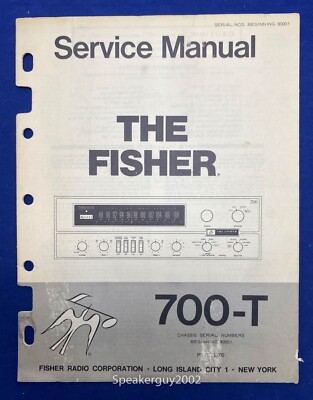 SERIAL NOS. BEGINNING 30001
Service Manual
THE
FISHER
700-T
CHASSIS SERIAL NUMBERS
BEGINNING 30001
FISHER RADIO CORPORATION • LONG ISLAND CITY 1 • NEW YORK
Speakerguy2002